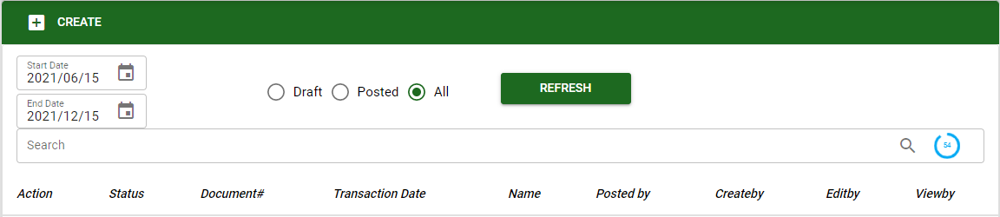 CREATE
Start Date
2021/06/15
End Date
2021/12/15
Draft Posted All
REFRESH
Search
54
Action Status Document# Transaction Date Name Posted by Createby Editby Viewby